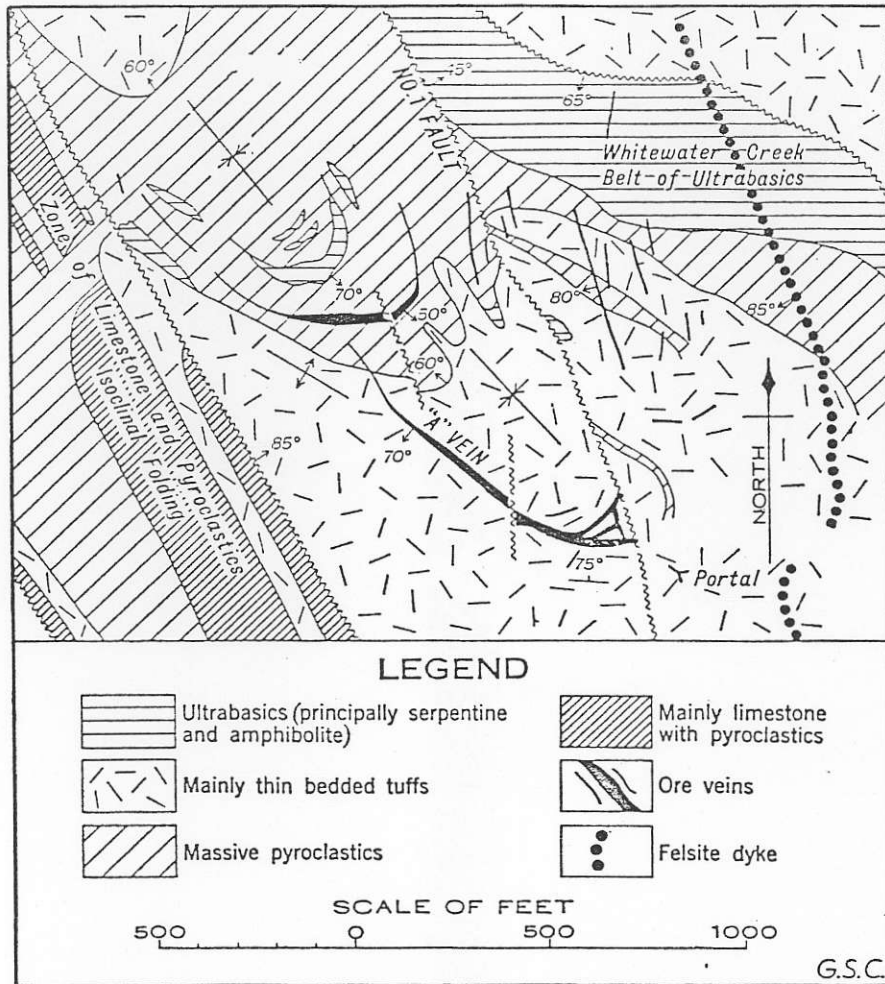 60°
NO.1 FAULT
45°
65°
Whitewater Creek
Belt-of-Ultrabasics
Zone of
Limestone and Pyroclastics
Isoclinal Folding
70°
50°
80°
85°
60°
"A" VEIN
70°
85°
NORTH
75°
Portal
LEGEND
Ultrabasics (principally serpentine
and amphibolite)
Mainly thin bedded tuffs
Massive pyroclastics
Mainly limestone
with pyroclastics
Ore veins
Felsite dyke
SCALE OF FEET
500 0 500 1000
G.S.C.